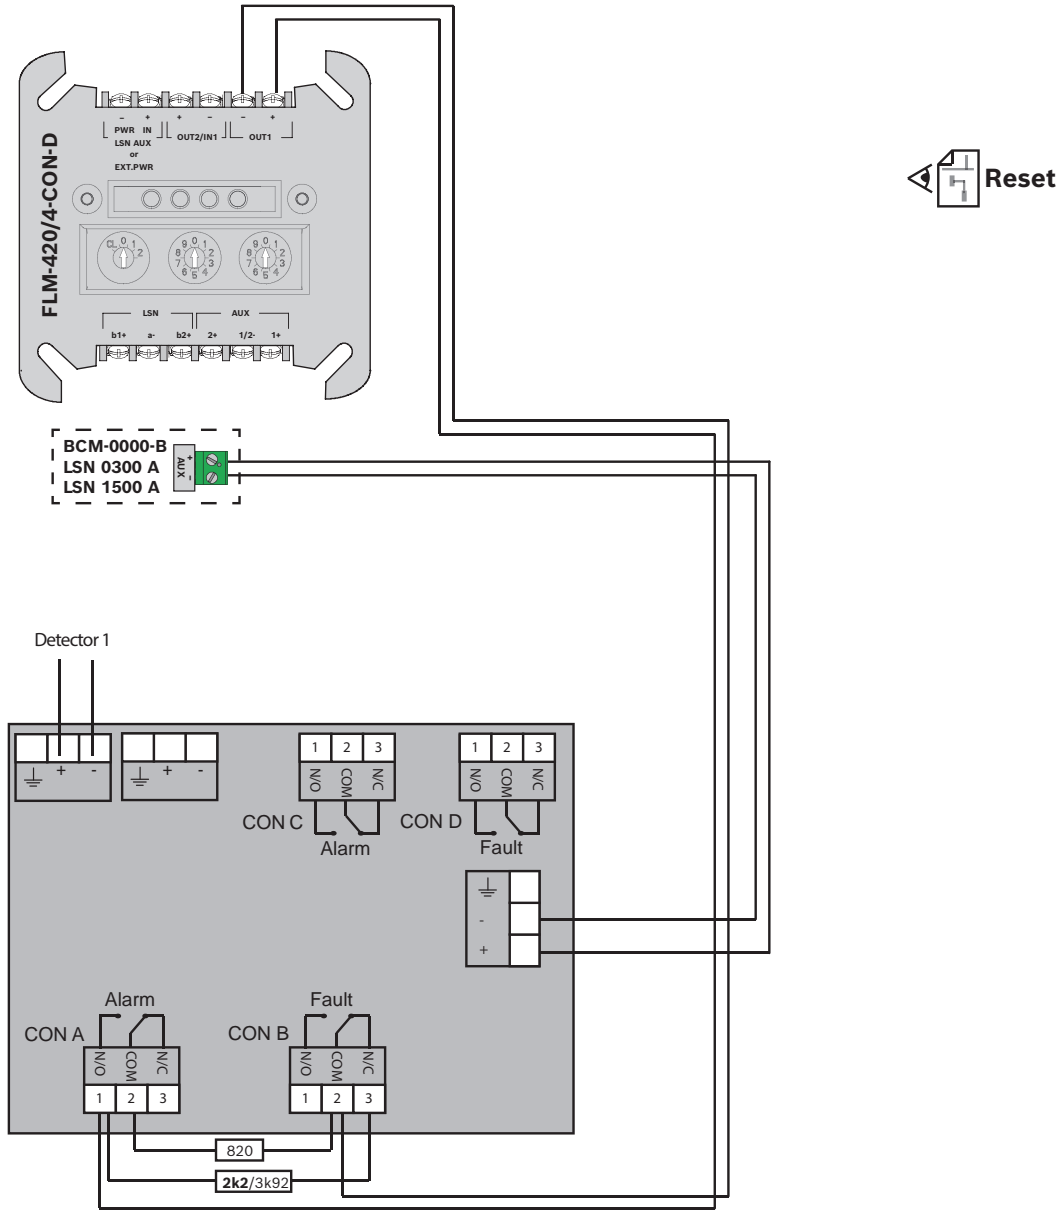 − + + − − +
PWR IN
LSN AUX
or
EXT.PWR
OUT2/IN1
OUT1
FLM-420/4-CON-D
CL 0 1 2
0 1 2 3 4 5 6 7 8 9
0 1 2 3 4 5 6 7 8 9
LSN
AUX
b1+ a- b2+ 2+ 1/2- 1+
Reset
BCM-0000-B
LSN 0300 A
LSN 1500 A
AUX
+ −
Detector 1
+ -
+ -
1 2 3
N/O COM N/C
CON C
Alarm
1 2 3
N/O COM N/C
CON D
Fault
-
+
Alarm
CON A
N/O COM N/C
1 2 3
Fault
CON B
N/O COM N/C
1 2 3
820
2k2/3k92